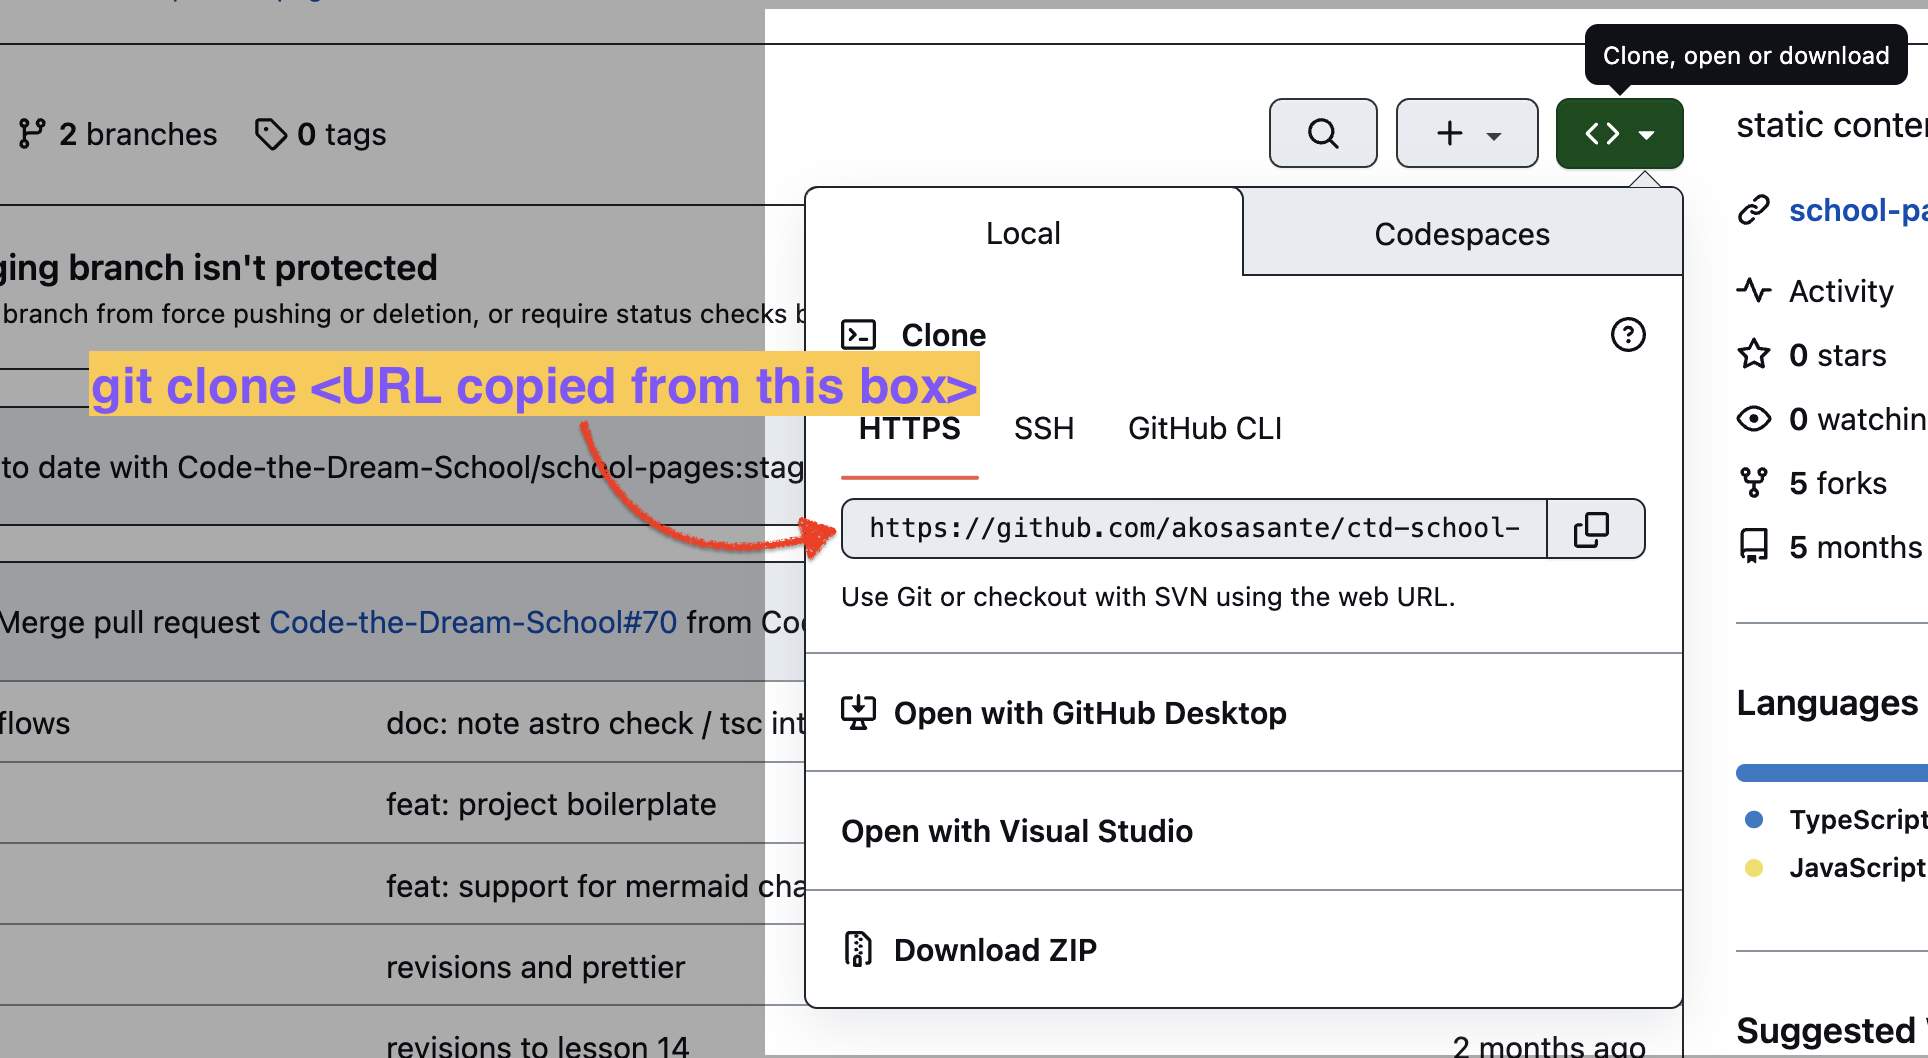 Clone, open or download
2 branches
0 tags
static conten
school-pa
Local
Codespaces
ging branch isn't protected
branch from force pushing or deletion, or require status checks b
Clone
Activity
0 stars
git clone <URL copied from this box>
HTTPS
SSH
GitHub CLI
0 watchin
to date with Code-the-Dream-School/school-pages:stag
5 forks
https://github.com/akosasante/ctd-school-
5 months
Use Git or checkout with SVN using the web URL.
Merge pull request Code-the-Dream-School#70 from Coo
Open with GitHub Desktop
Languages
flows
doc: note astro check / tsc int
feat: project boilerplate
Open with Visual Studio
TypeScript
JavaScript
feat: support for mermaid cha
Download ZIP
revisions and prettier
Suggested
revisions to lesson 14
2 months ago